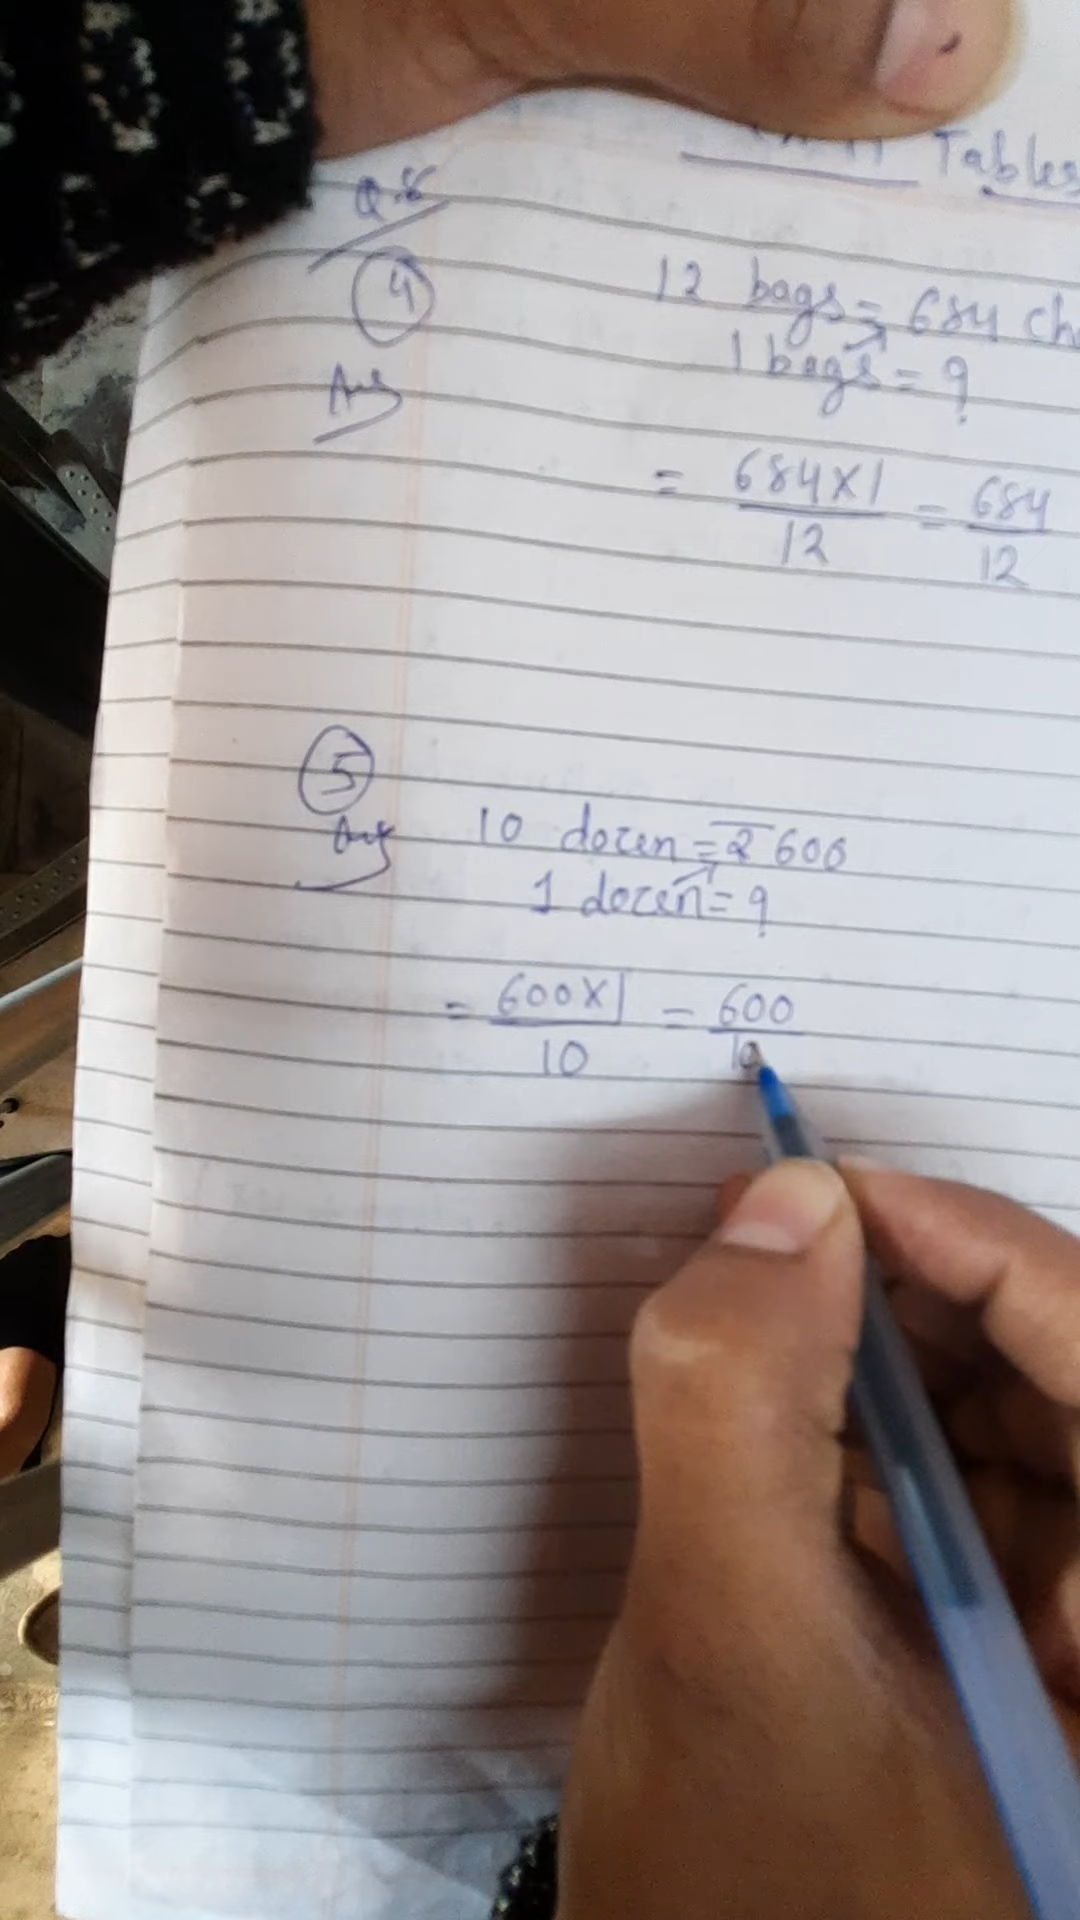 Tables
Q.5
4
12 bags = 684 Ch
1 bags = ?
Ans
= 684×1/12 = 684/12
5
Ans
10 dozen = ₹ 600
1 dozen = ?
= 600×1/10 = 600/10